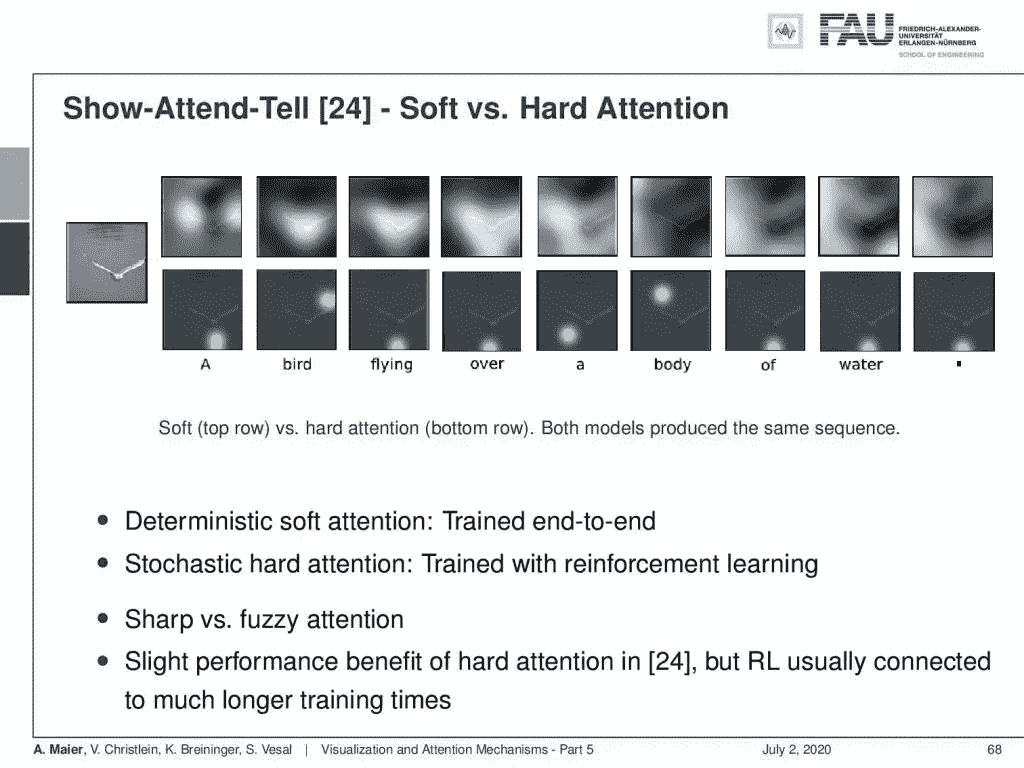 FAU
FRIEDRICH-ALEXANDER-
UNIVERSITÄT
ERLANGEN-NÜRNBERG
SCHOOL OF ENGINEERING
Show-Attend-Tell [24] - Soft vs. Hard Attention
A bird flying over a body of water .
Soft (top row) vs. hard attention (bottom row). Both models produced the same sequence.
• Deterministic soft attention: Trained end-to-end
• Stochastic hard attention: Trained with reinforcement learning
• Sharp vs. fuzzy attention
• Slight performance benefit of hard attention in [24], but RL usually connected
to much longer training times
A. Maier, V. Christlein, K. Breininger, S. Vesal | Visualization and Attention Mechanisms - Part 5 July 2, 2020 68